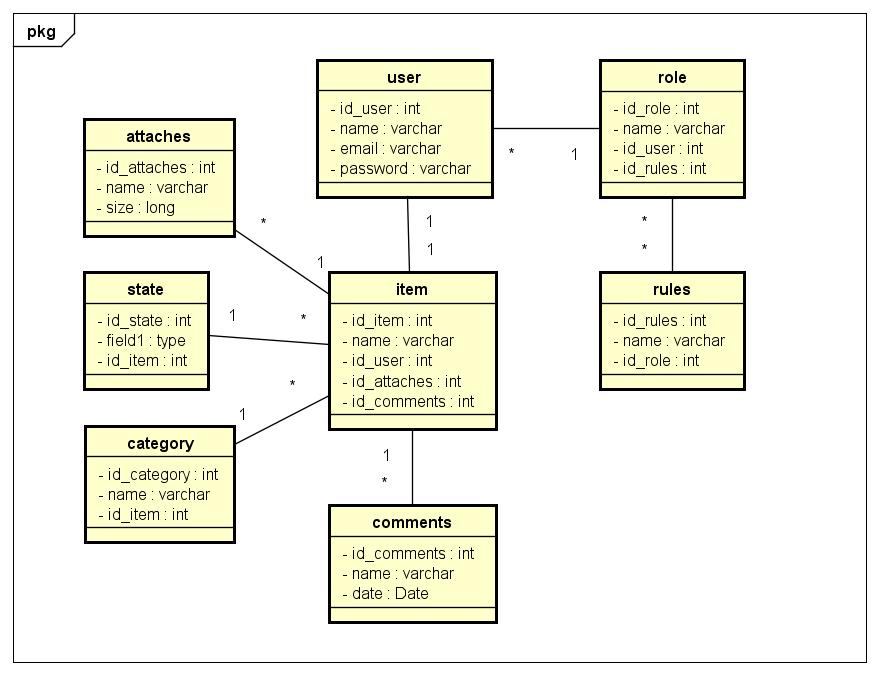 pkg
user
- id_user : int
- name : varchar
- email : varchar
- password : varchar
role
- id_role : int
- name : varchar
- id_user : int
- id_rules : int
* 1
attaches
- id_attaches : int
- name : varchar
- size : long
*
1
1
1
*
*
state
- id_state : int
- field1 : type
- id_item : int
1
*
item
- id_item : int
- name : varchar
- id_user : int
- id_attaches : int
- id_comments : int
rules
- id_rules : int
- name : varchar
- id_role : int
*
1
category
- id_category : int
- name : varchar
- id_item : int
1
*
comments
- id_comments : int
- name : varchar
- date : Date